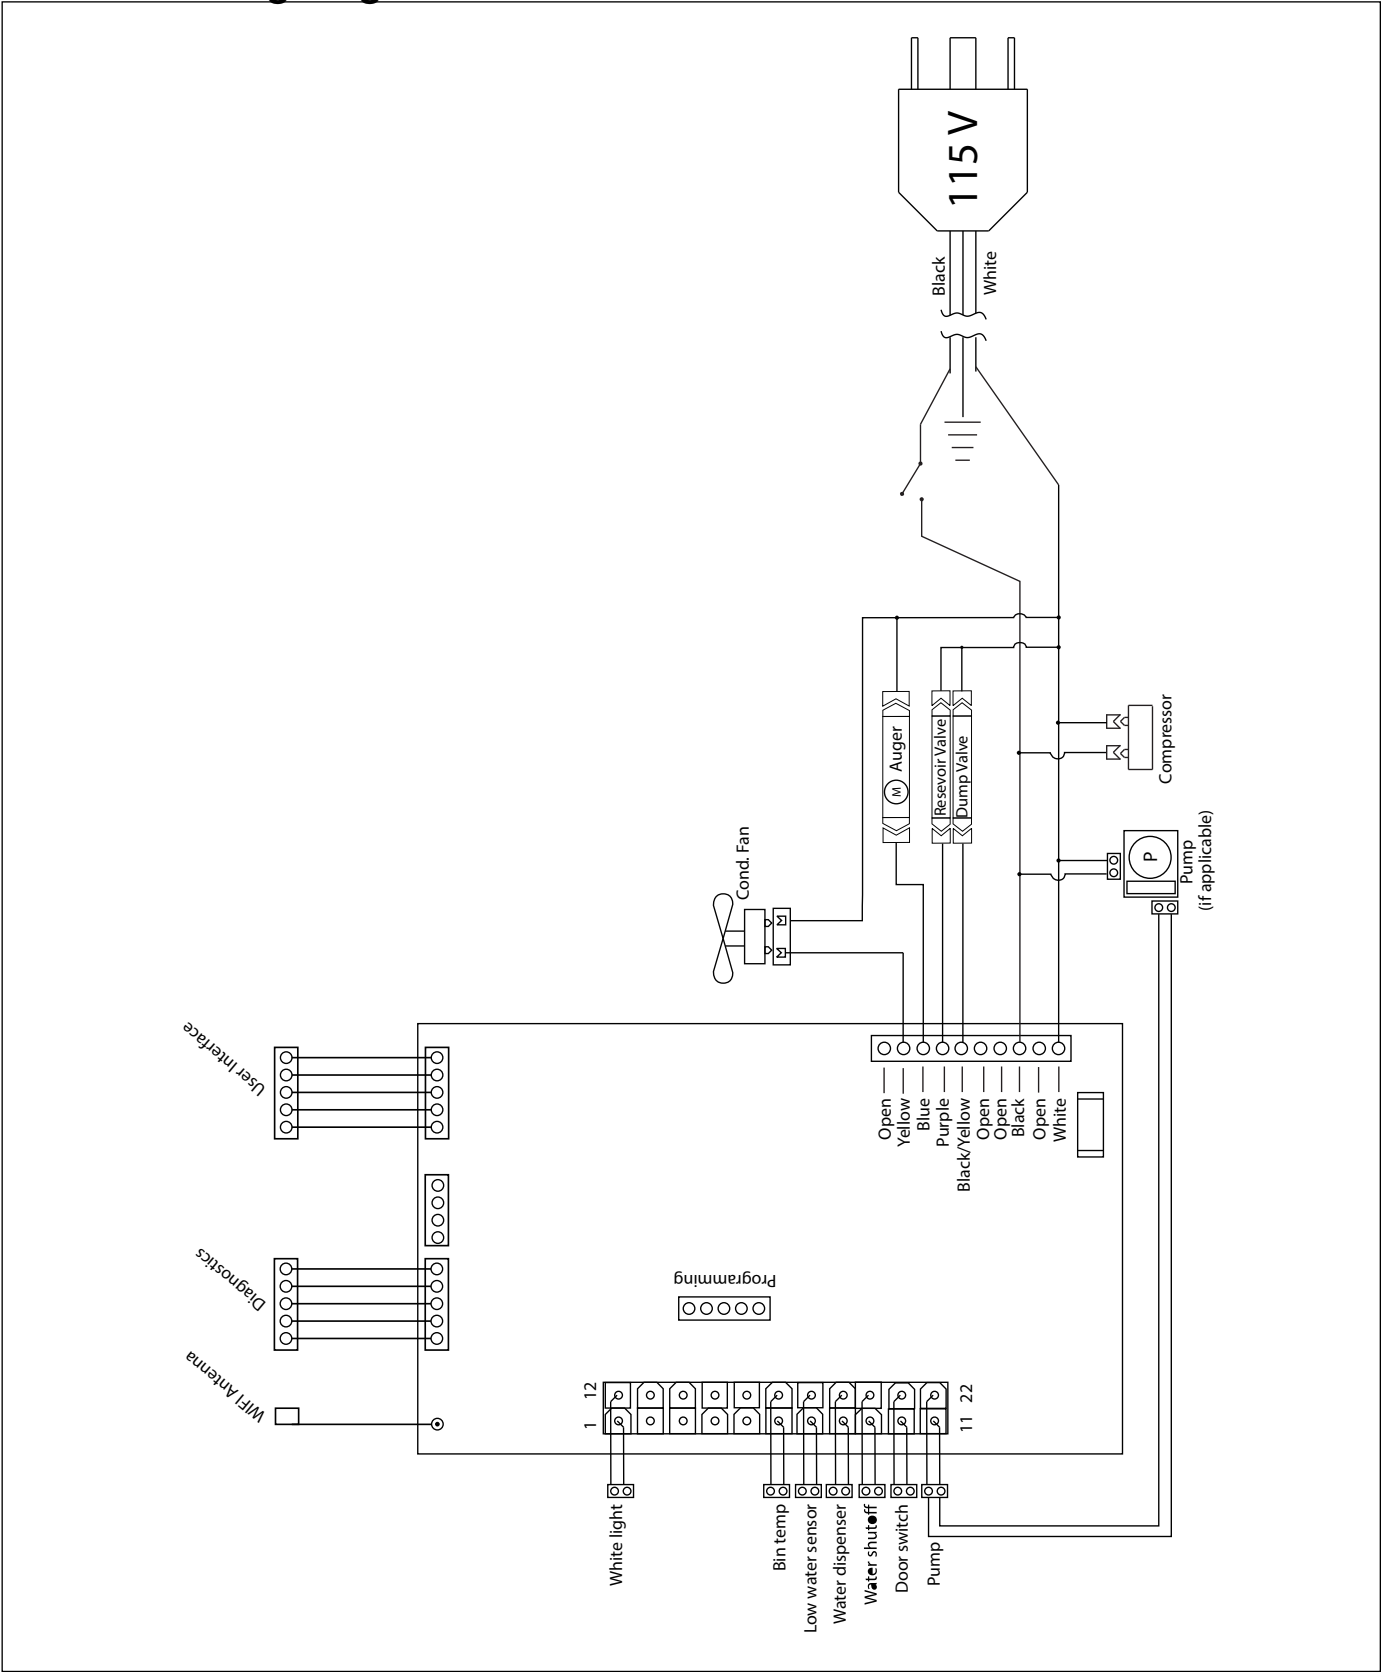 115 V
Black
White
Compressor
Auger
M
Resevoir Valve
Dump Valve
Cond. Fan
P
Pump
(if applicable)
User Interface
Open
Yellow
Blue
Purple
Black/Yellow
Open
Open
Black
Open
White
Diagnostics
Programming
WIFI Antenna
1
12
11
22
White light
Bin temp
Low water sensor
Water dispenser
Water shutoff
Door switch
Pump